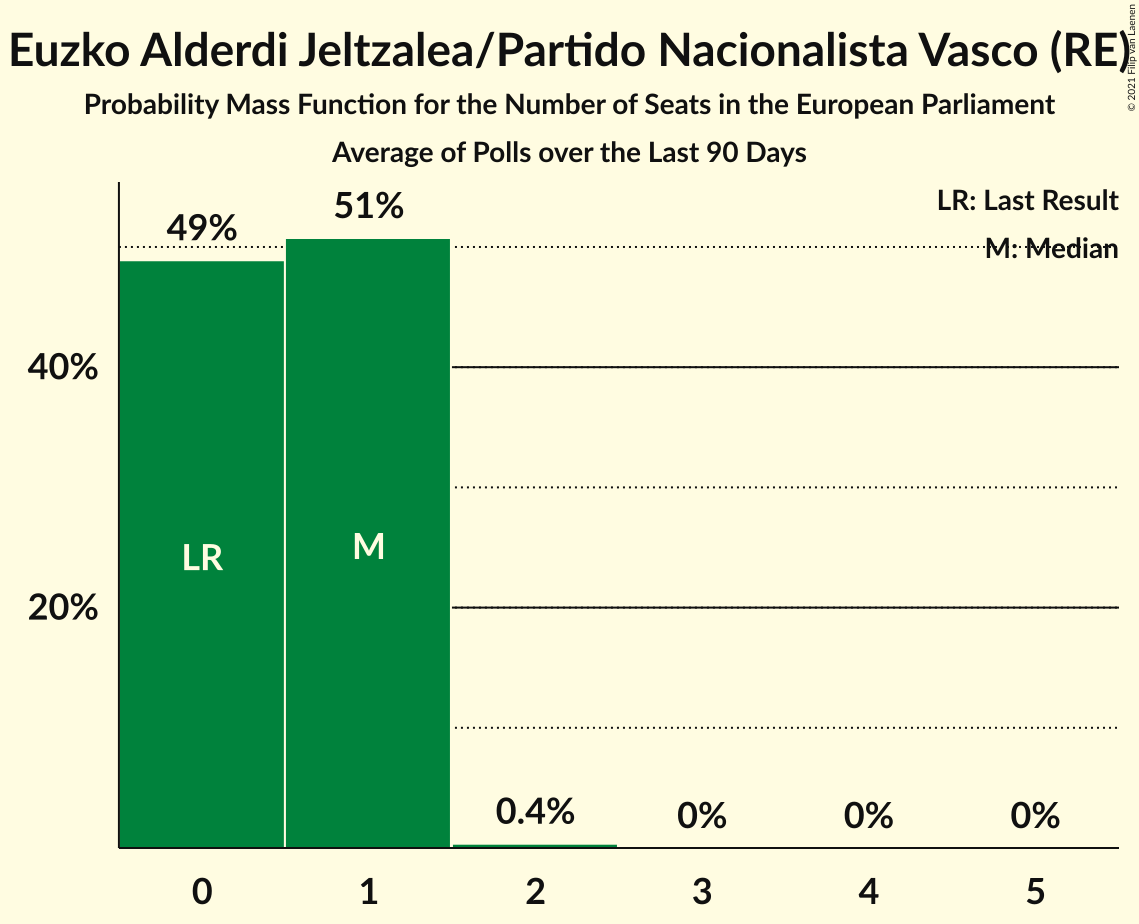 Euzko Alderdi Jeltzalea/Partido Nacionalista Vasco (RE)
© 2021 Filip van Laenen
Probability Mass Function for the Number of Seats in the European Parliament
Average of Polls over the Last 90 Days
LR: Last Result
M: Median
49%
51%
40%
20%
LR
M
0.4%
0%
0%
0%
0
1
2
3
4
5